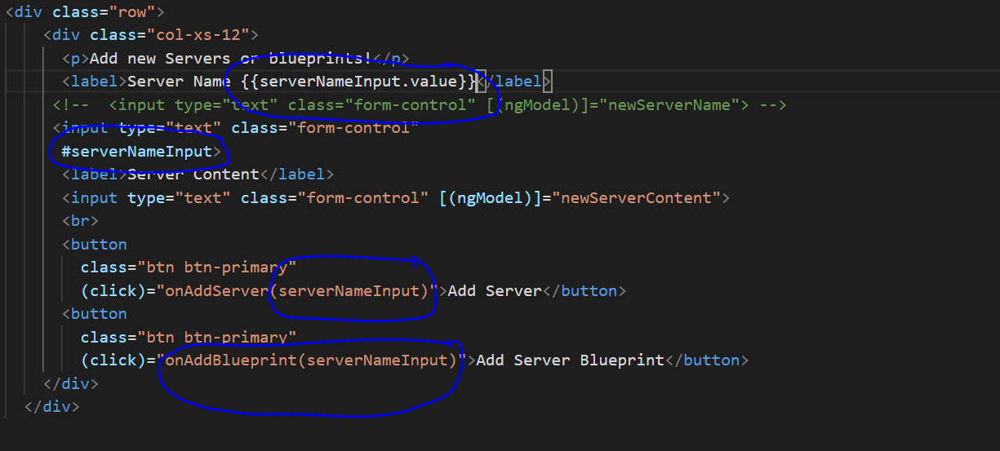 <div class="row">
<div class="col-xs-12">
<p>Add new Servers or blueprints!</p>
<label>Server Name {{serverNameInput.value}}</label>
<!--  <input type="text" class="form-control" [(ngModel)]="newServerName"> -->
<input type="text" class="form-control"
#serverNameInput>
<label>Server Content</label>
<input type="text" class="form-control" [(ngModel)]="newServerContent">
<br>
<button
class="btn btn-primary"
(click)="onAddServer(serverNameInput)">Add Server</button>
<button
class="btn btn-primary"
(click)="onAddBlueprint(serverNameInput)">Add Server Blueprint</button>
</div>
</div>